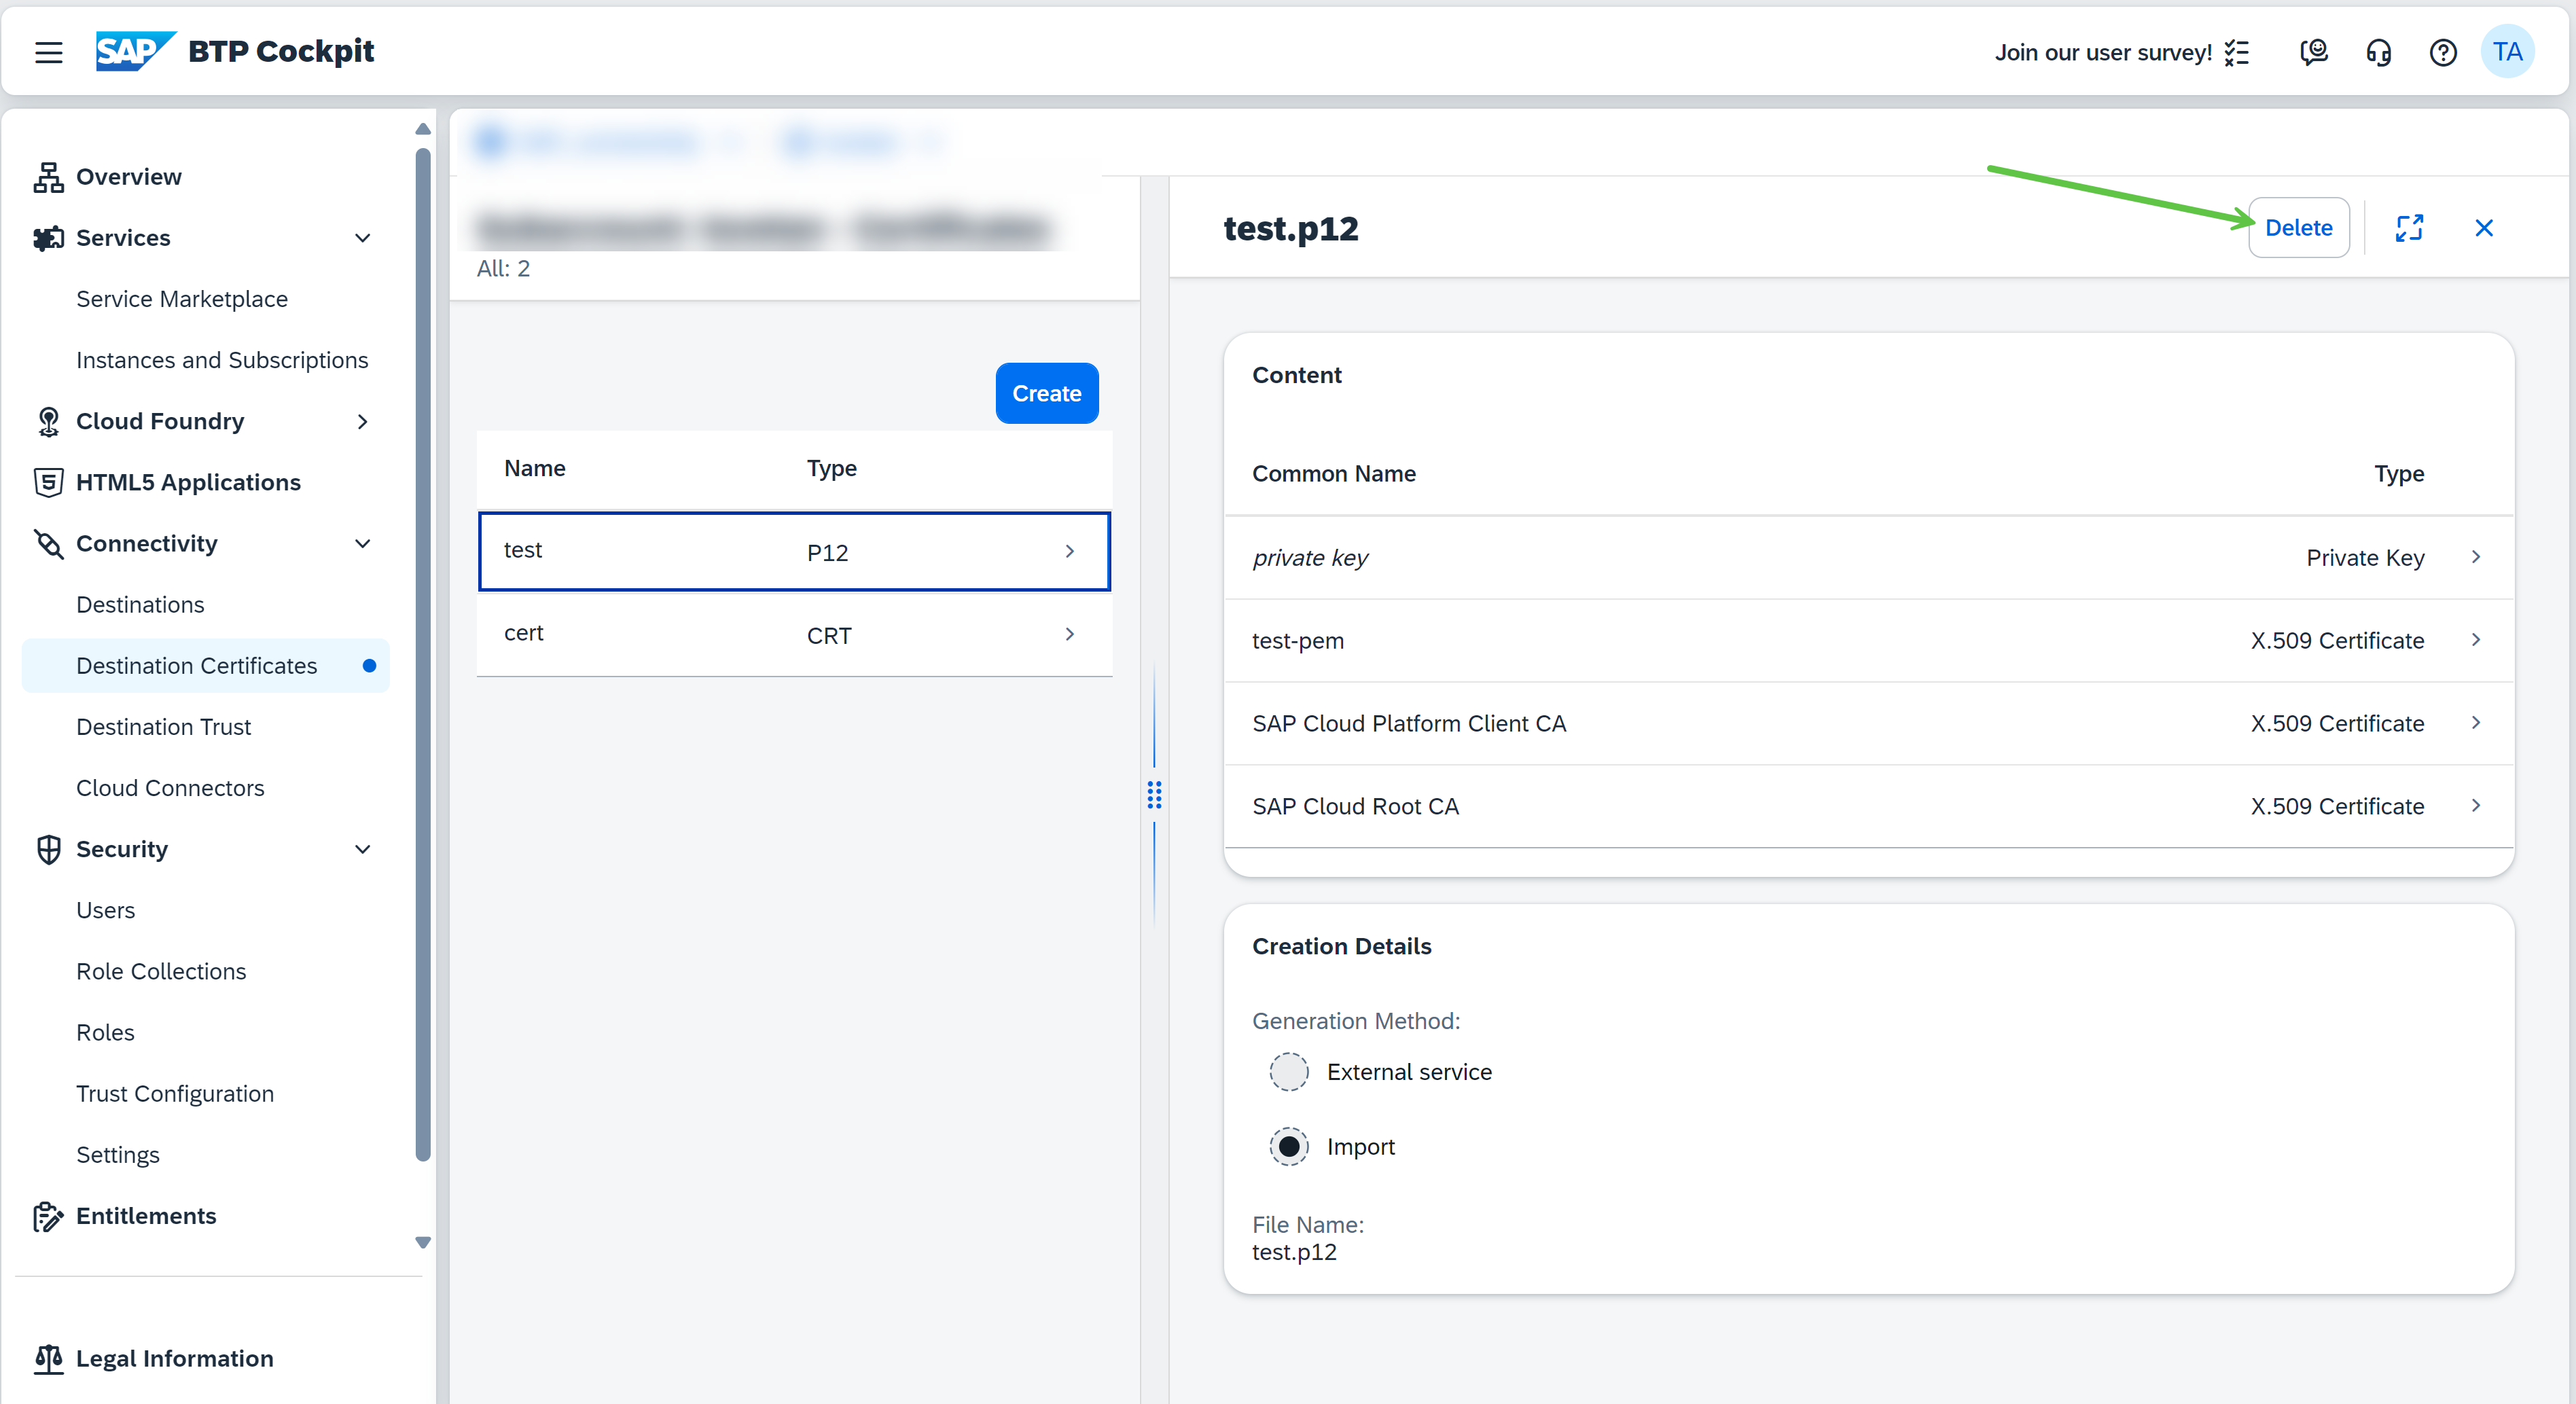 SAP BTP Cockpit
Join our user survey!
TA
Overview
Services
Service Marketplace
Instances and Subscriptions
Cloud Foundry
HTML5 Applications
Connectivity
Destinations
Destination Certificates
Destination Trust
Cloud Connectors
Security
Users
Role Collections
Roles
Trust Configuration
Settings
Entitlements
Legal Information
All: 2
Create
Name Type
test P12
cert CRT
test.p12
Delete
Content
Common Name Type
private key Private Key
test-pem X.509 Certificate
SAP Cloud Platform Client CA X.509 Certificate
SAP Cloud Root CA X.509 Certificate
Creation Details
Generation Method:
External service
Import
File Name:
test.p12